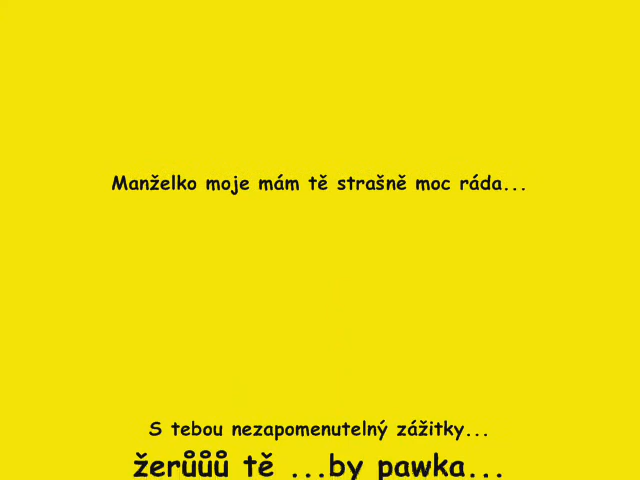 Manželko moje mám tě strašně moc ráda...
S tebou nezapomenutelný zážitky...
žerůůů tě ...by pawka...